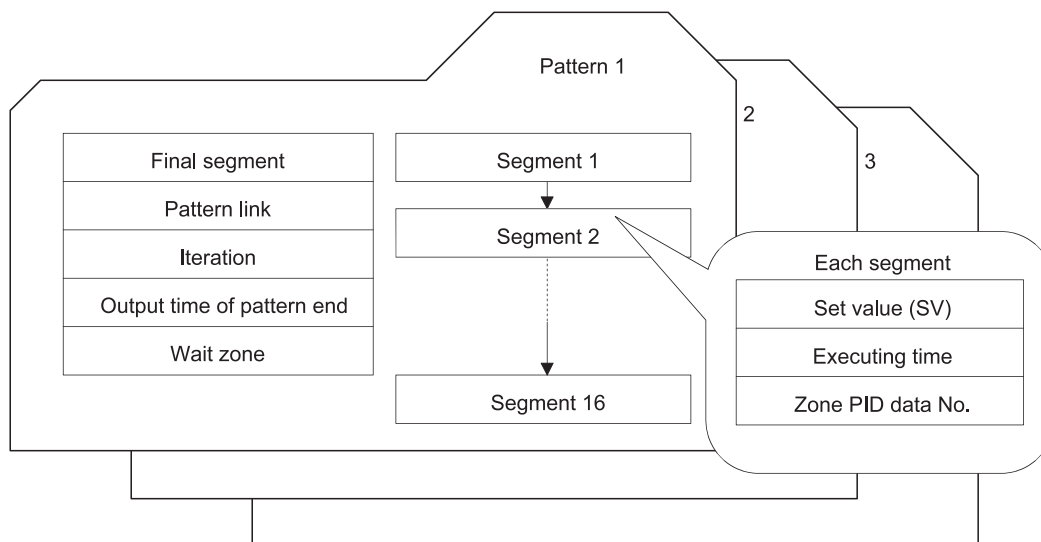 Pattern 1
2
3
Final segment
Pattern link
Iteration
Output time of pattern end
Wait zone
Segment 1
Segment 2
Segment 16
Each segment
Set value (SV)
Executing time
Zone PID data No.